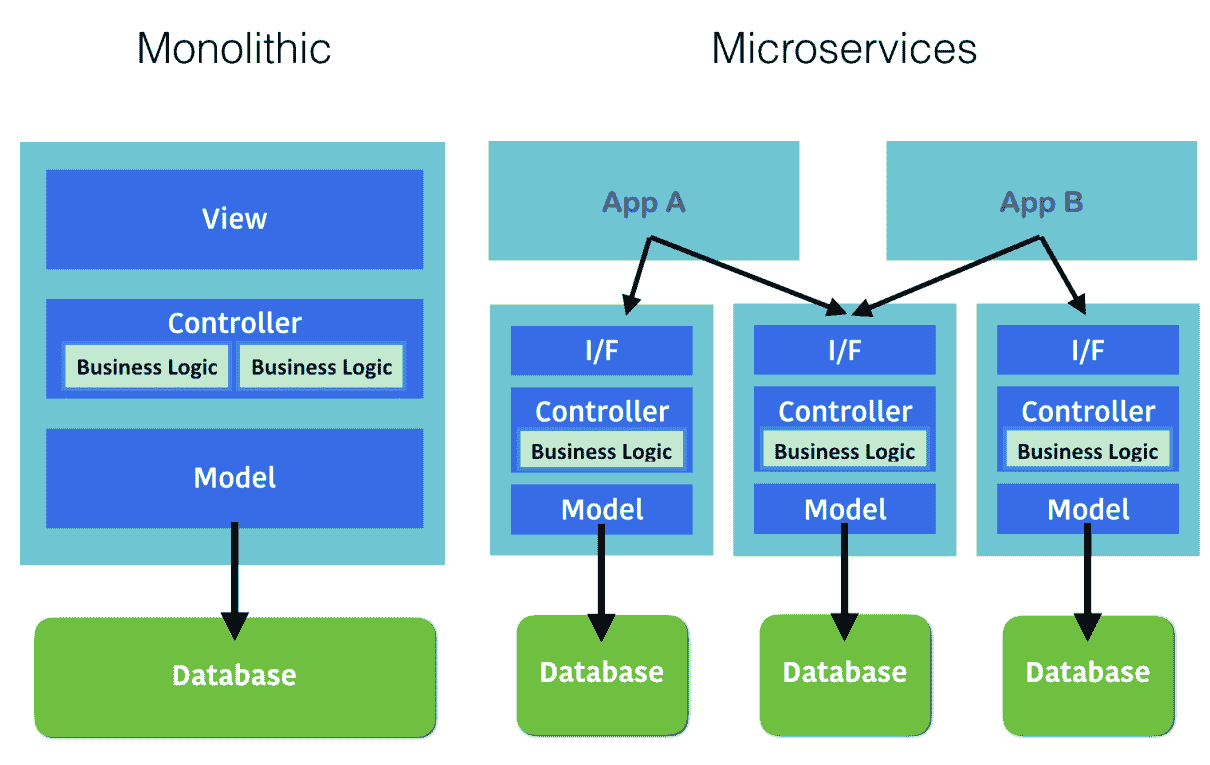 Monolithic
Microservices
View
Controller
Business Logic
Business Logic
Model
Database
App A
App B
I/F
Controller
Business Logic
Model
Database
I/F
Controller
Business Logic
Model
Database
I/F
Controller
Business Logic
Model
Database